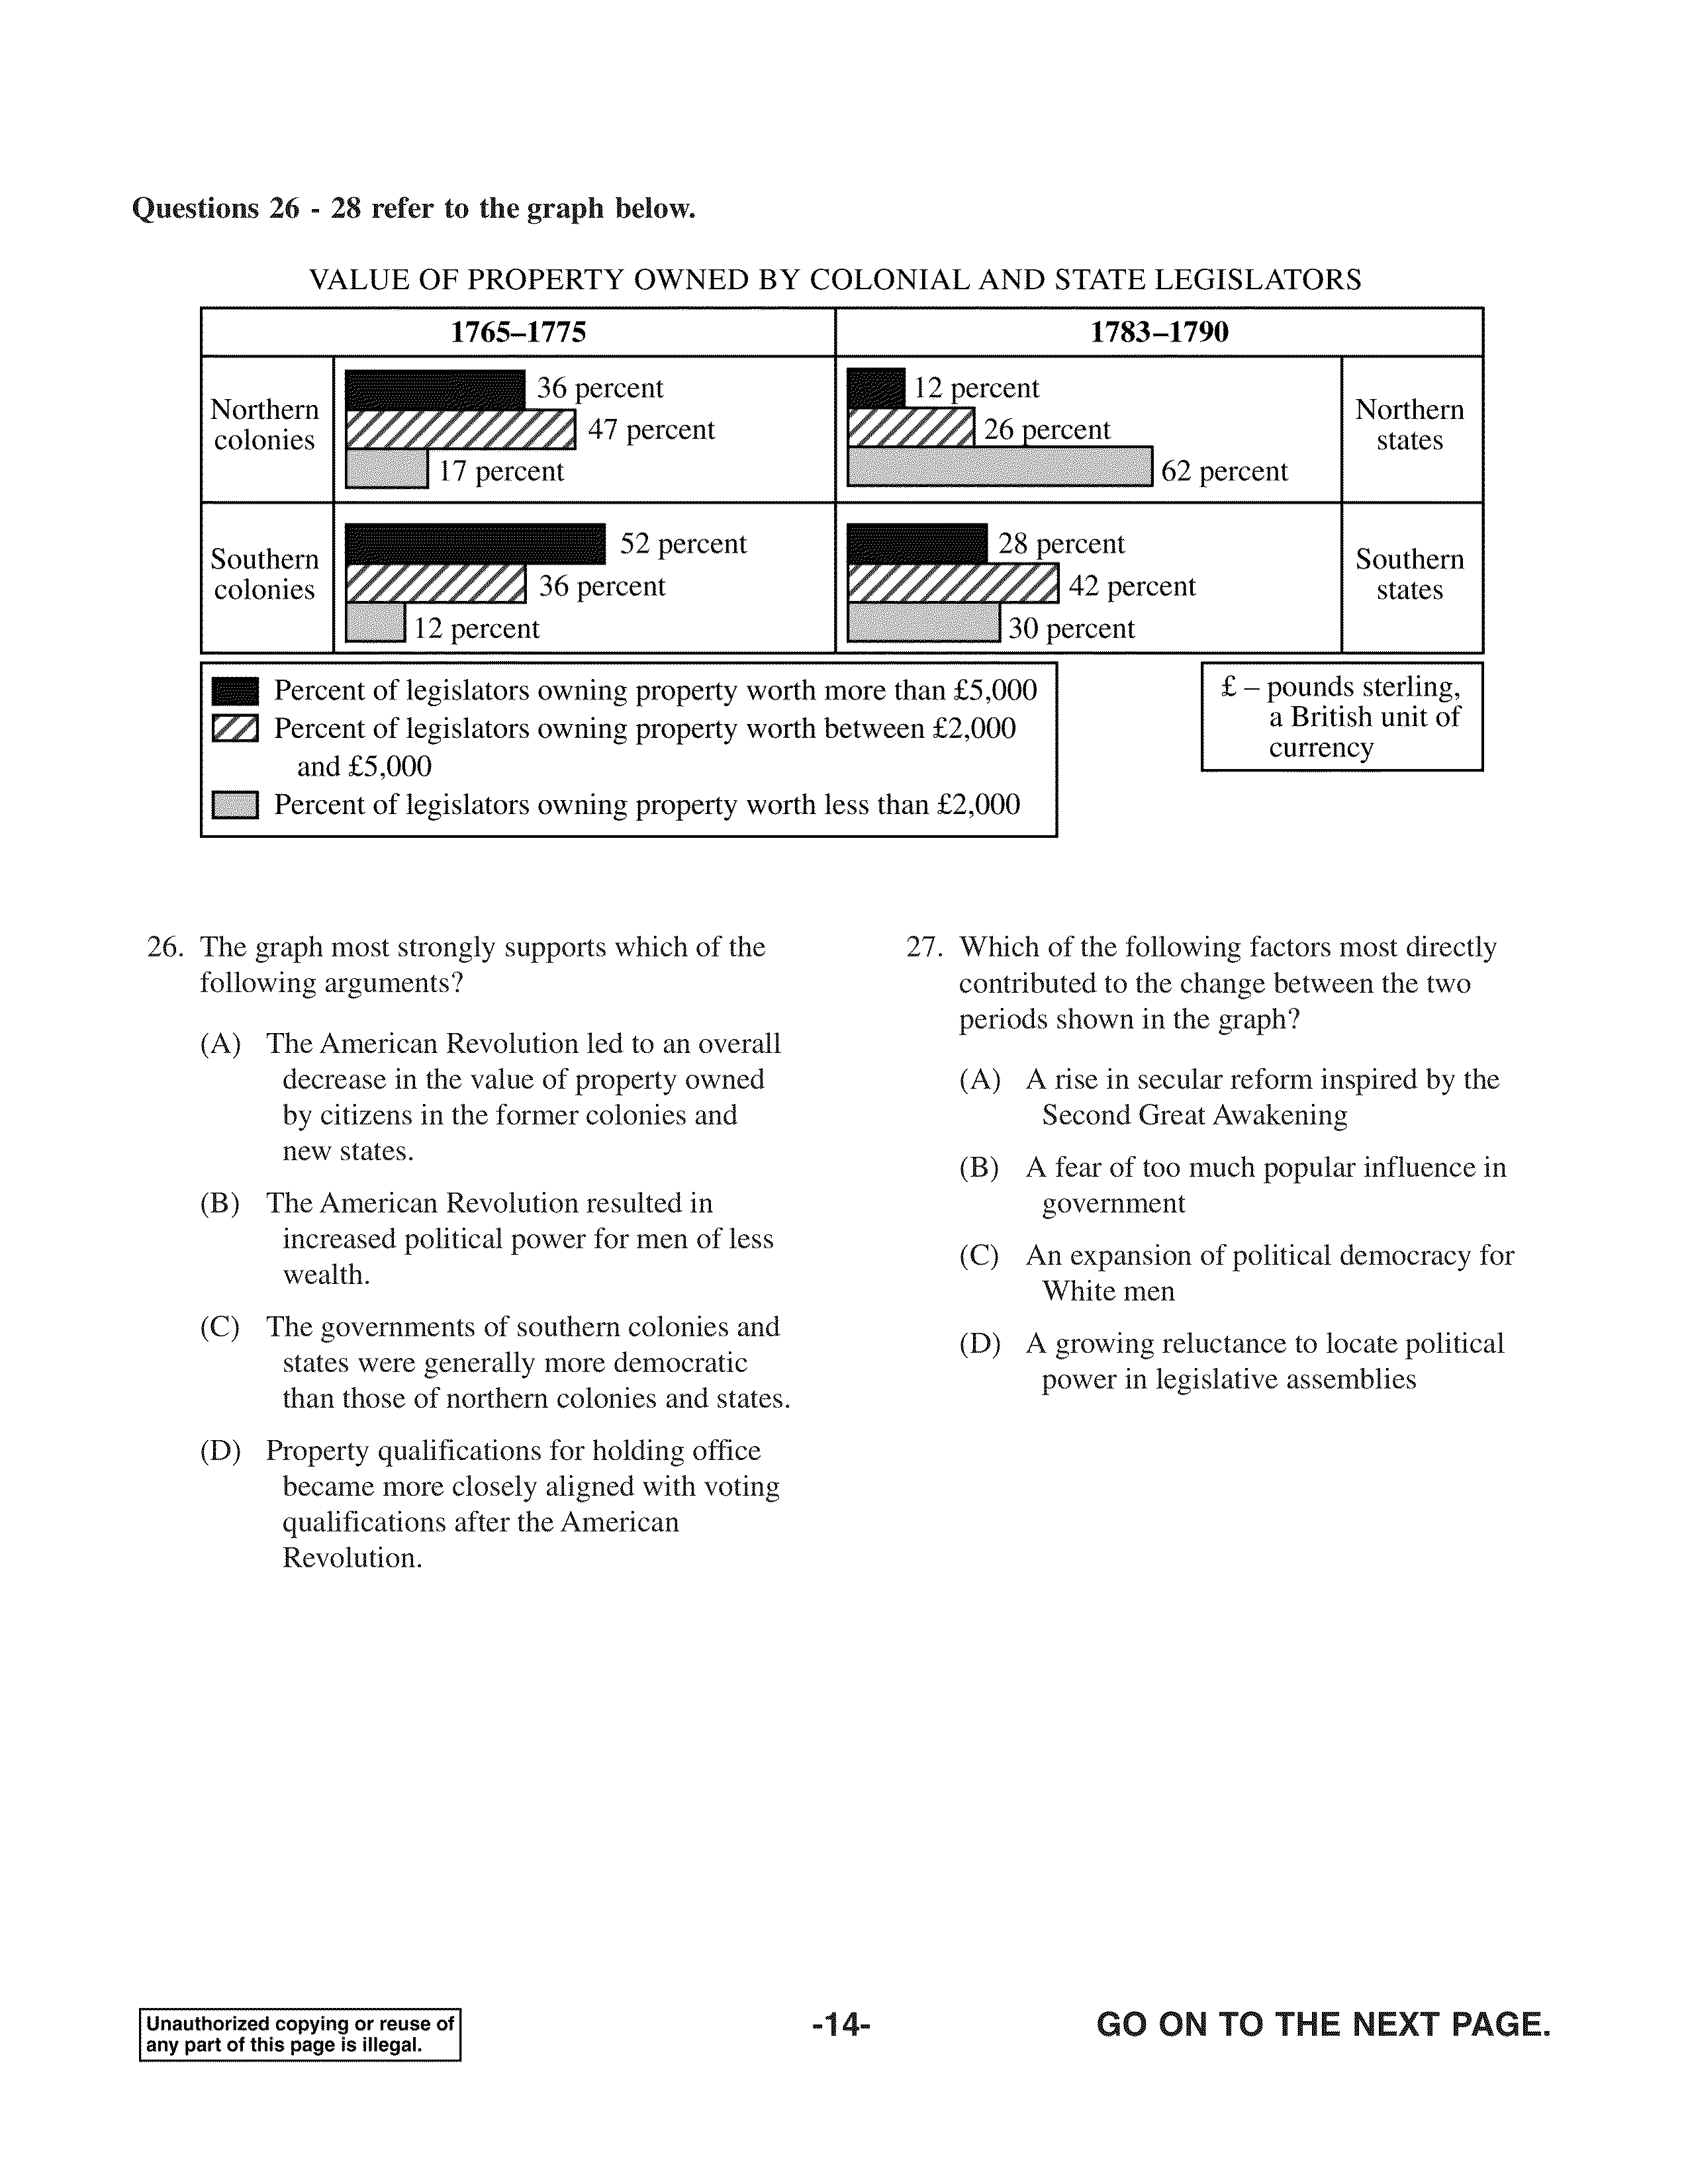 Questions 26 - 28 refer to the graph below.
VALUE OF PROPERTY OWNED BY COLONIAL AND STATE LEGISLATORS
1765–1775
1783–1790
Northern
colonies
36 percent
47 percent
17 percent
12 percent
26 percent
62 percent
Northern
states
Southern
colonies
52 percent
36 percent
12 percent
28 percent
42 percent
30 percent
Southern
states
Percent of legislators owning property worth more than £5,000
Percent of legislators owning property worth between £2,000
and £5,000
Percent of legislators owning property worth less than £2,000
£ – pounds sterling,
a British unit of
currency
26. The graph most strongly supports which of the
following arguments?
(A) The American Revolution led to an overall
decrease in the value of property owned
by citizens in the former colonies and
new states.
(B) The American Revolution resulted in
increased political power for men of less
wealth.
(C) The governments of southern colonies and
states were generally more democratic
than those of northern colonies and states.
(D) Property qualifications for holding office
became more closely aligned with voting
qualifications after the American
Revolution.
27. Which of the following factors most directly
contributed to the change between the two
periods shown in the graph?
(A) A rise in secular reform inspired by the
Second Great Awakening
(B) A fear of too much popular influence in
government
(C) An expansion of political democracy for
White men
(D) A growing reluctance to locate political
power in legislative assemblies
Unauthorized copying or reuse of
any part of this page is illegal.
-14-
GO ON TO THE NEXT PAGE.